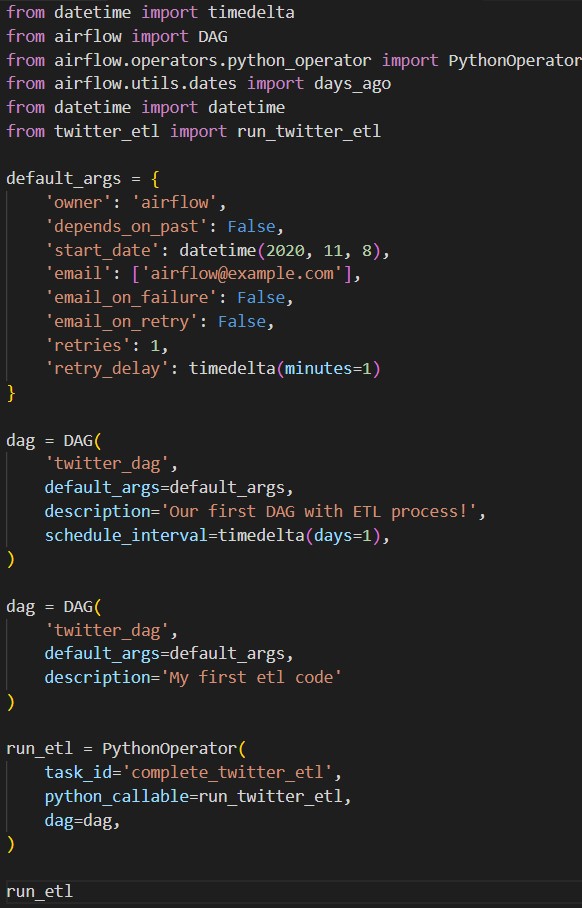 from datetime import timedelta
from airflow import DAG
from airflow.operators.python_operator import PythonOperator
from airflow.utils.dates import days_ago
from datetime import datetime
from twitter_etl import run_twitter_etl

default_args = {
    'owner': 'airflow',
    'depends_on_past': False,
    'start_date': datetime(2020, 11, 8),
    'email': ['airflow@example.com'],
    'email_on_failure': False,
    'email_on_retry': False,
    'retries': 1,
    'retry_delay': timedelta(minutes=1)
}

dag = DAG(
    'twitter_dag',
    default_args=default_args,
    description='Our first DAG with ETL process!',
    schedule_interval=timedelta(days=1),
)

dag = DAG(
    'twitter_dag',
    default_args=default_args,
    description='My first etl code'
)

run_etl = PythonOperator(
    task_id='complete_twitter_etl',
    python_callable=run_twitter_etl,
    dag=dag,
)

run_etl